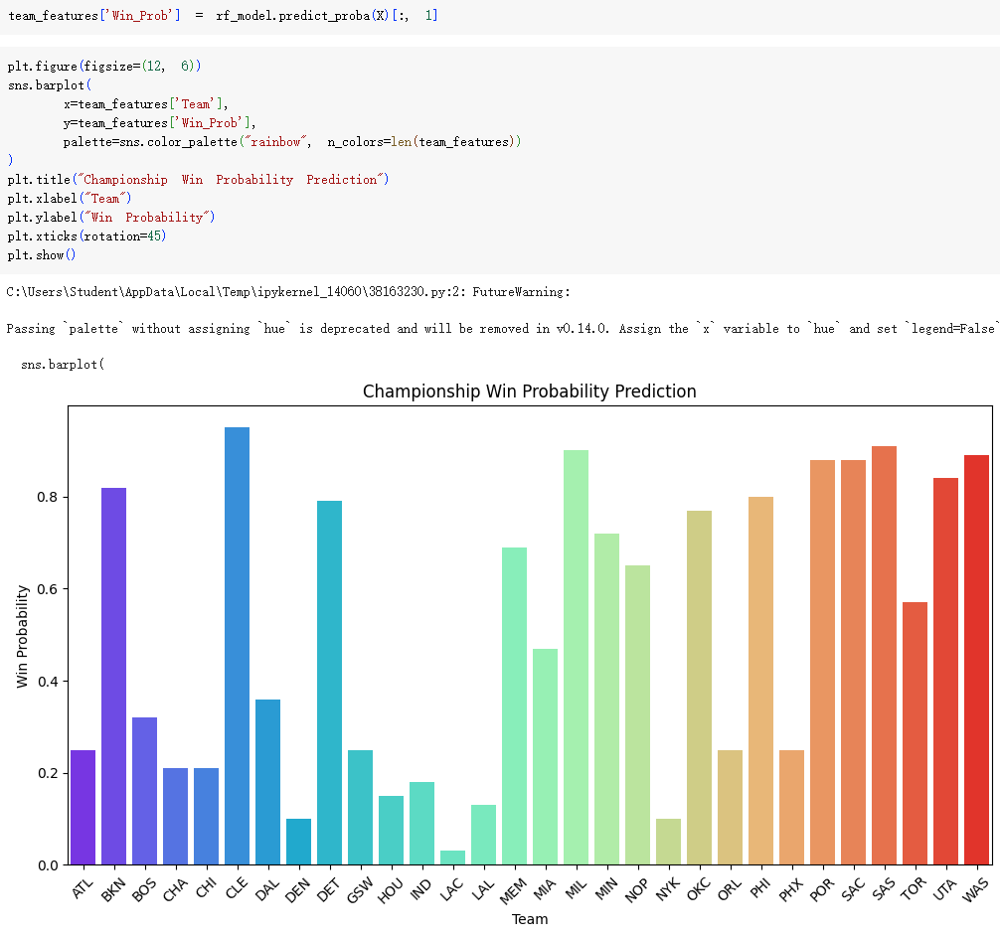 team_features['Win_Prob'] = rf_model.predict_proba(X)[:, 1]
plt.figure(figsize=(12, 6))
sns.barplot(
x=team_features['Team'],
y=team_features['Win_Prob'],
palette=sns.color_palette("rainbow", n_colors=len(team_features))
)
plt.title("Championship Win Probability Prediction")
plt.xlabel("Team")
plt.ylabel("Win Probability")
plt.xticks(rotation=45)
plt.show()
C:\Users\Student\AppData\Local\Temp\ipykernel_14060\38163230.py:2: FutureWarning:
Passing `palette` without assigning `hue` is deprecated and will be removed in v0.14.0. Assign the `x` variable to `hue` and set `legend=False`
sns.barplot(
Championship Win Probability Prediction
Win Probability
0.8
0.6
0.4
0.2
0.0
ATL BKN BOS CHA CHI CLE DAL DEN DET GSW HOU IND LAC LAL MEM MIA MIL MIN NOP NYK OKC ORL PHI PHX POR SAC SAS TOR UTA WAS
Team